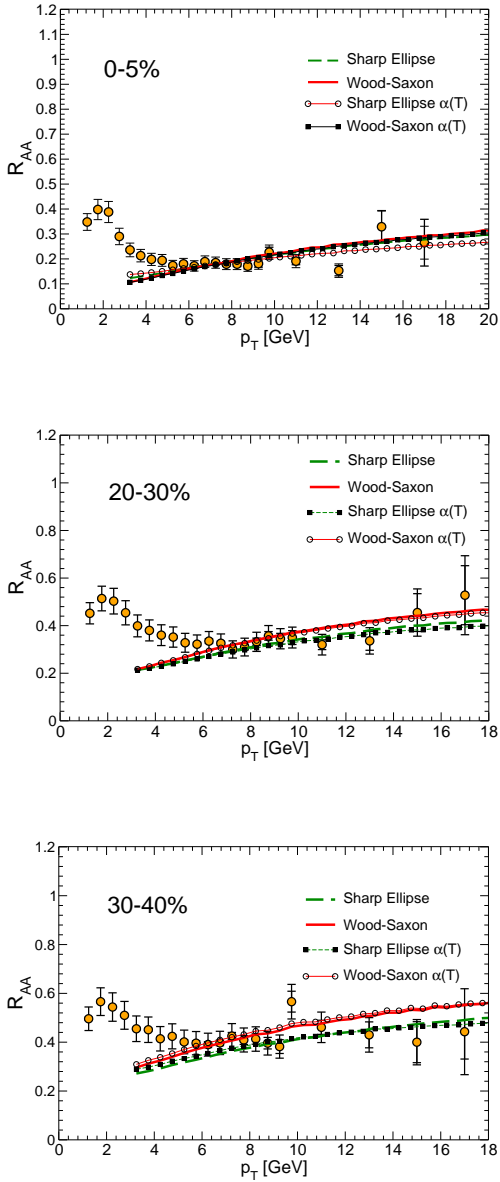 1.2
1.1
1
0.9
0.8
0.7
0.6
0.5
0.4
0.3
0.2
0.1
0
R_AA
0-5%
Sharp Ellipse
Wood-Saxon
Sharp Ellipse α(T)
Wood-Saxon α(T)
0 2 4 6 8 10 12 14 16 18 20
p_T [GeV]
1.2
1
0.8
0.6
0.4
0.2
0
R_AA
20-30%
Sharp Ellipse
Wood-Saxon
Sharp Ellipse α(T)
Wood-Saxon α(T)
0 2 4 6 8 10 12 14 16 18
p_T [GeV]
1.2
1
0.8
0.6
0.4
0.2
0
R_AA
30-40%
Sharp Ellipse
Wood-Saxon
Sharp Ellipse α(T)
Wood-Saxon α(T)
0 2 4 6 8 10 12 14 16 18
p_T [GeV]